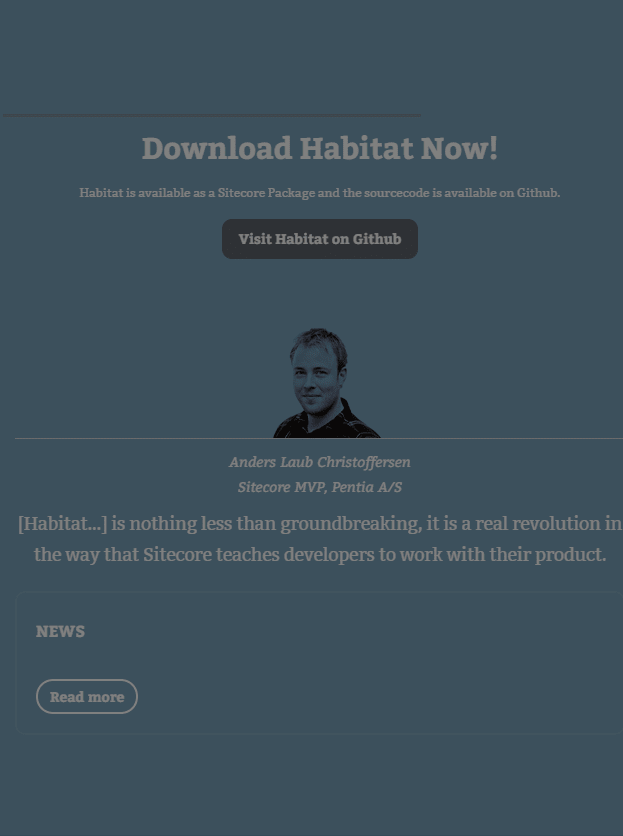 Download Habitat Now!
Habitat is available as a Sitecore Package and the sourcecode is available on Github.
Visit Habitat on Github
Anders Laub Christoffersen
Sitecore MVP, Pentia A/S
[Habitat...] is nothing less than groundbreaking, it is a real revolution in
the way that Sitecore teaches developers to work with their product.
NEWS
Read more